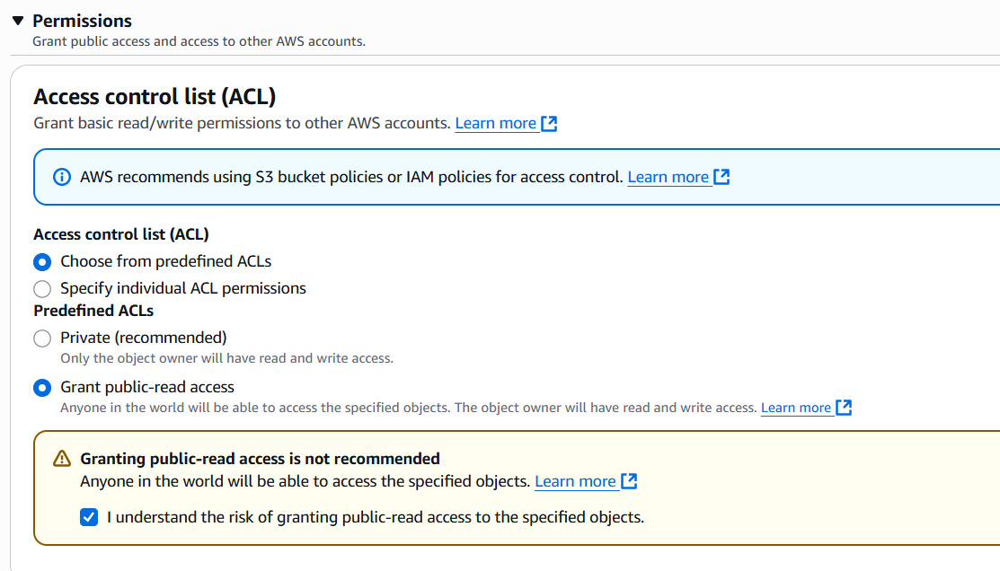 Permissions
Grant public access and access to other AWS accounts.
Access control list (ACL)
Grant basic read/write permissions to other AWS accounts. Learn more
AWS recommends using S3 bucket policies or IAM policies for access control. Learn more
Access control list (ACL)
Choose from predefined ACLs
Specify individual ACL permissions
Predefined ACLs
Private (recommended)
Only the object owner will have read and write access.
Grant public-read access
Anyone in the world will be able to access the specified objects. The object owner will have read and write access. Learn more
Granting public-read access is not recommended
Anyone in the world will be able to access the specified objects. Learn more
I understand the risk of granting public-read access to the specified objects.